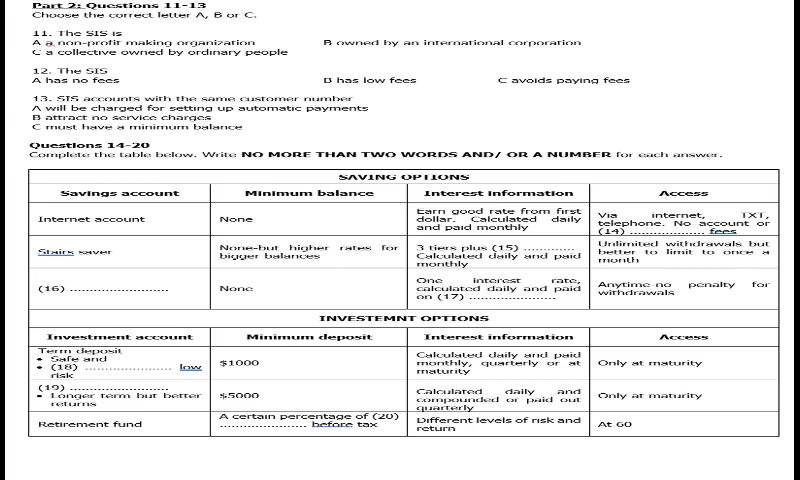 Part 2: Questions 11-13
Choose the correct letter A, B or C.
11. The SIS is
A a non-profit making organization B owned by an international corporation
C a collective owned by ordinary people
12. The SIS
A has no fees B has low fees C avoids paying fees
13. SIS accounts with the same customer number
A will be charged for setting up automatic payments
B attract no service charges
C must have a minimum balance
Questions 14-20
Complete the table below. Write NO MORE THAN TWO WORDS AND/ OR A NUMBER for each answer.
SAVING OPTIONS
Savings account Minimum balance Interest information Access
Internet account
None
Earn good rate from first
dollar. Calculated daily
and paid monthly
Via internet, TXT,
telephone. No account or
(14) ..................... fees
Stairs saver
None-but higher rates for
bigger balances
3 tiers plus (15) ............
Calculated daily and paid
monthly
Unlimited withdrawals but
better to limit to once a
month
(16) ........................
None
One interest rate,
calculated daily and paid
on (17) .....................
Anytime-no penalty for
withdrawals
INVESTEMNT OPTIONS
Investment account Minimum deposit Interest information Access
Term deposit
• Safe and
• (18) ..................... low
risk
$1000
Calculated daily and paid
monthly, quarterly or at
maturity
Only at maturity
(19) ........................
• Longer term but better
returns
$5000
Calculated daily and
compounded or paid out
quarterly
Only at maturity
Retirement fund
A certain percentage of (20)
..................... before tax
Different levels of risk and
return
At 60